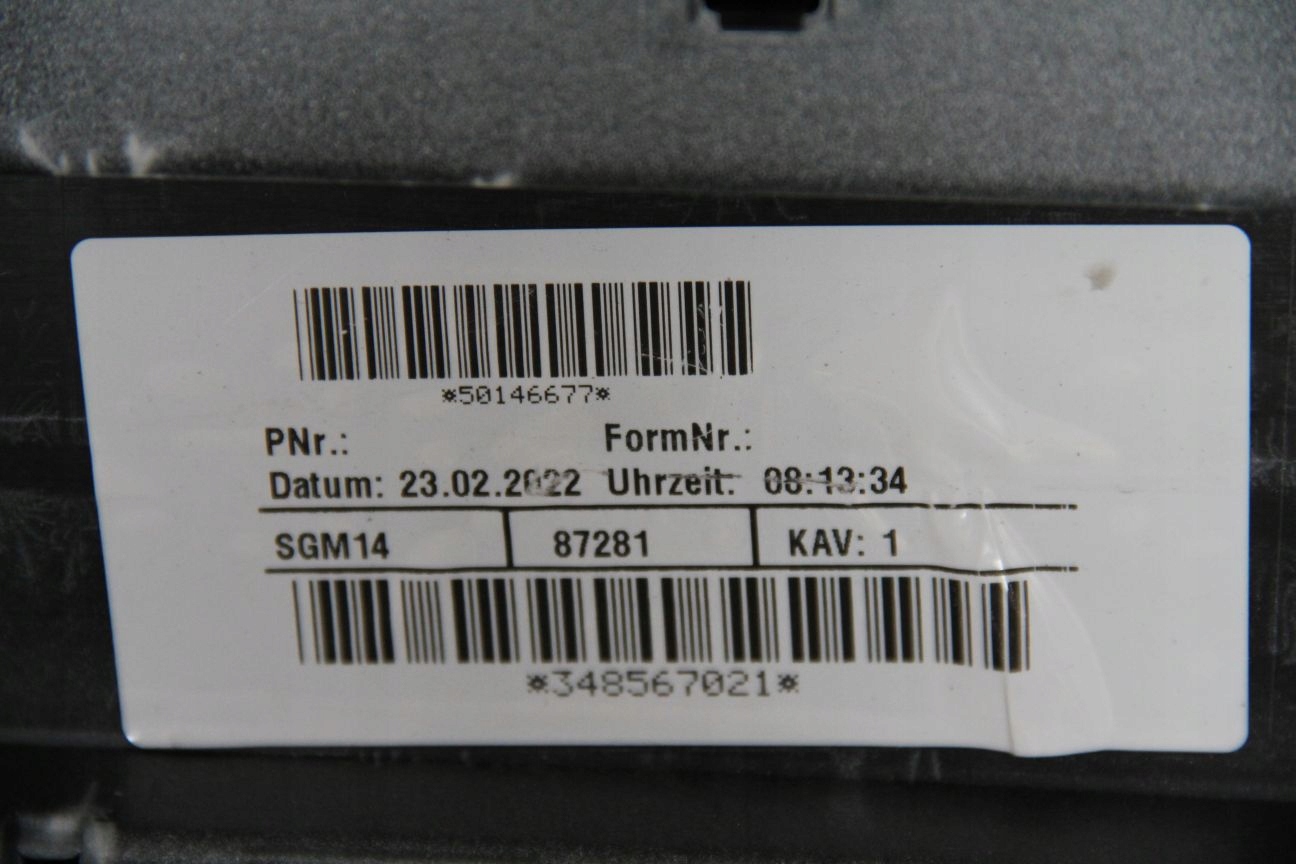 *50146677*
PNr.: FormNr.:
Datum: 23.02.2022 Uhrzeit: 08:13:34
SGM14 87281 KAV: 1
*348567021*